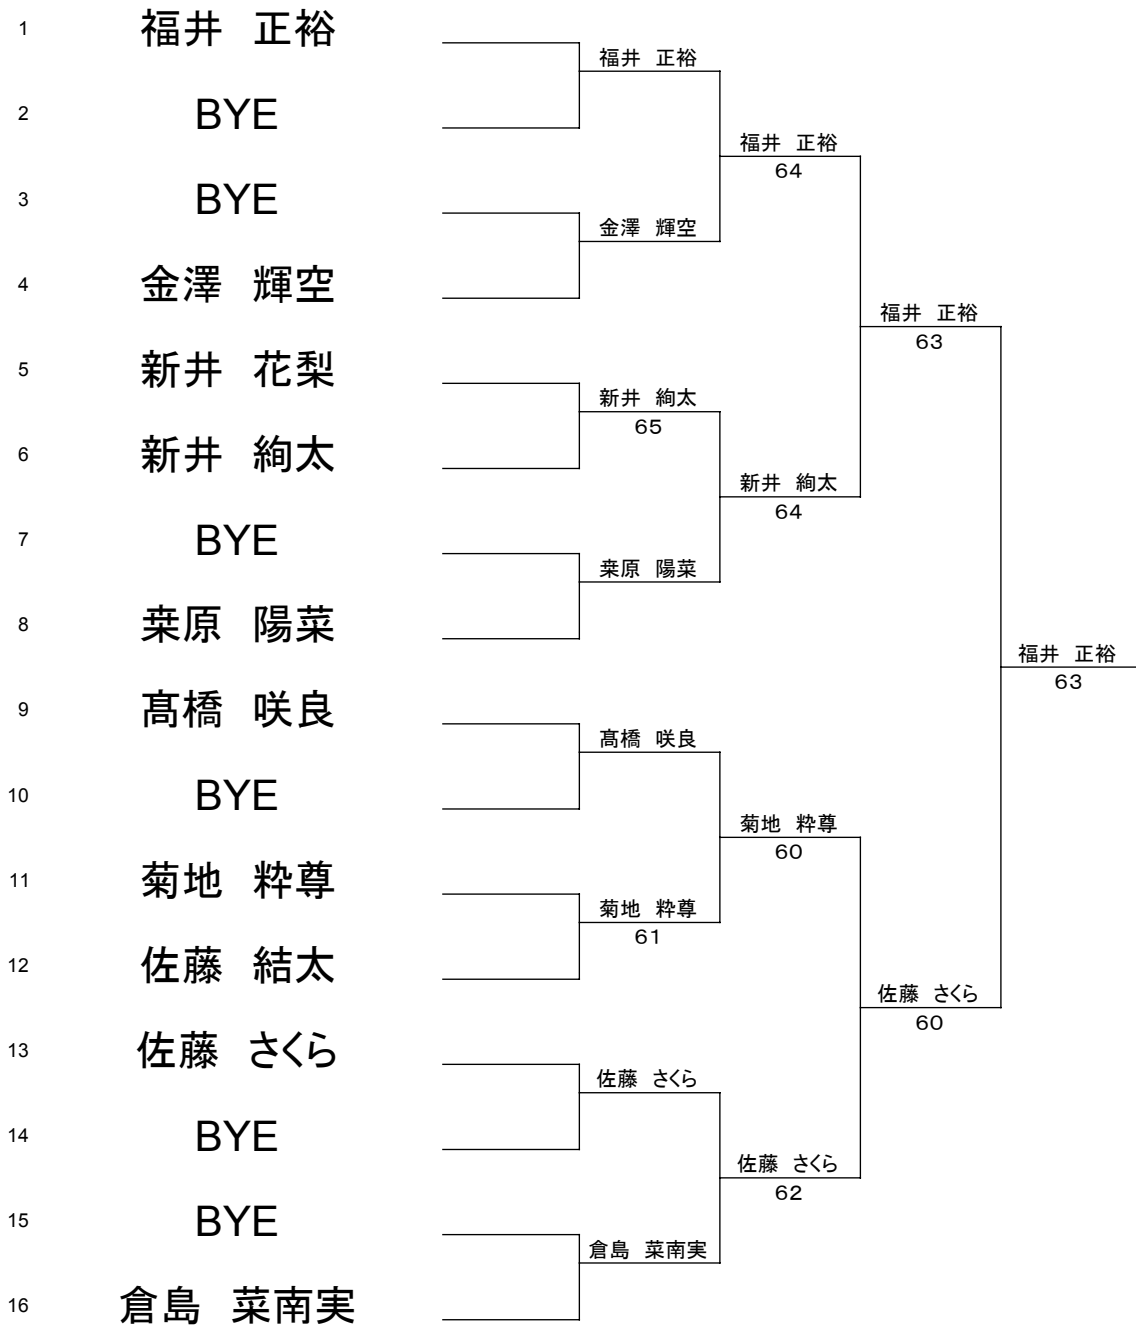 1 福井 正裕
福井 正裕
2 BYE
福井 正裕
64
3 BYE
金澤 輝空
4 金澤 輝空
福井 正裕
63
5 新井 花梨
新井 絢太
65
6 新井 絢太
新井 絢太
64
7 BYE
桒原 陽菜
8 桒原 陽菜
福井 正裕
63
9 髙橋 咲良
髙橋 咲良
10 BYE
菊地 粋尊
60
11 菊地 粋尊
菊地 粋尊
61
12 佐藤 結太
佐藤 さくら
60
13 佐藤 さくら
佐藤 さくら
14 BYE
佐藤 さくら
62
15 BYE
倉島 菜南実
16 倉島 菜南実